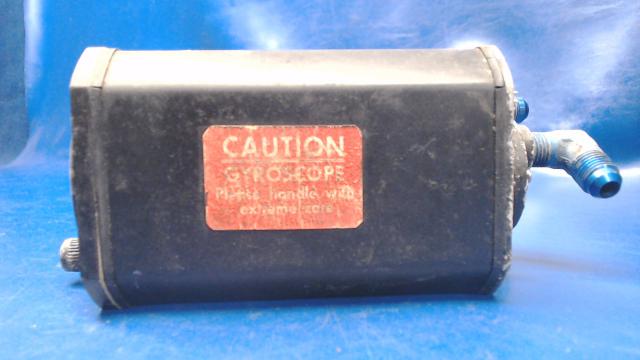 CAUTION
GYROSCOPE
Please handle with
extreme care